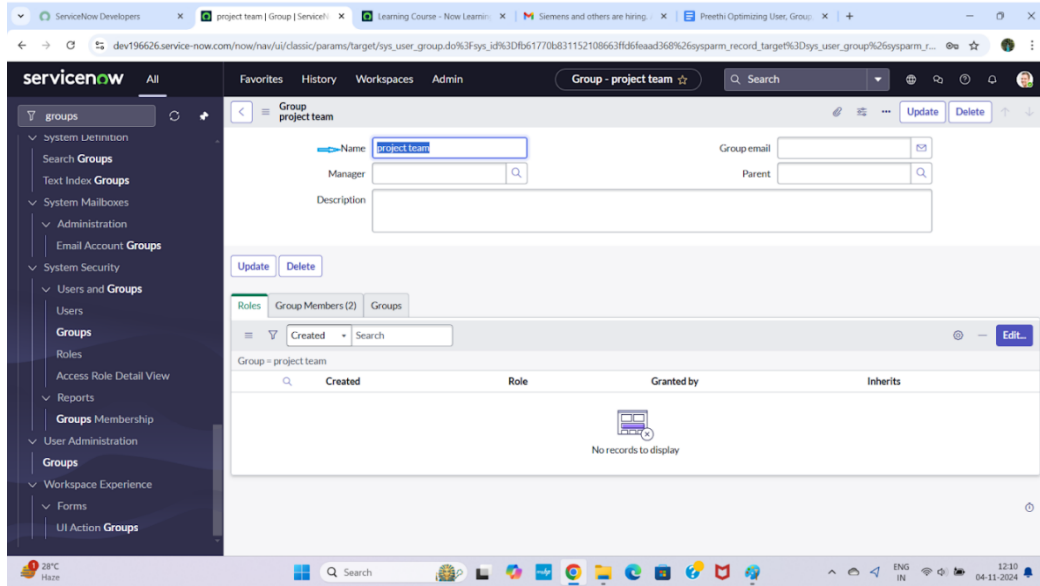 ServiceNow Developers
project team | Group | ServiceN
Learning Course - Now Learning
Siemens and others are hiring.
Preethi Optimizing User, Group
dev196626.service-now.com/now/nav/ui/classic/params/target/sys_user_group.do%3Fsys_id%3Dfb61770b831152108663ffd6feaad368%26sysparm_record_target%3Dsys_user_group%26sysparm_r...
servicenow All Favorites History Workspaces Admin Group - project team Search
groups
Group
project team
Update Delete
System Definition
Search Groups
Text Index Groups
System Mailboxes
Administration
Email Account Groups
System Security
Users and Groups
Users
Groups
Roles
Access Role Detail View
Reports
Groups Membership
User Administration
Groups
Workspace Experience
Forms
UI Action Groups
Name project team Group email
Manager Parent
Description
Update Delete
Roles Group Members (2) Groups
Created Search Edit...
Group = project team
Created Role Granted by Inherits
No records to display
1
28°C
Haze
Search
ENG
IN
12:10
04-11-2024